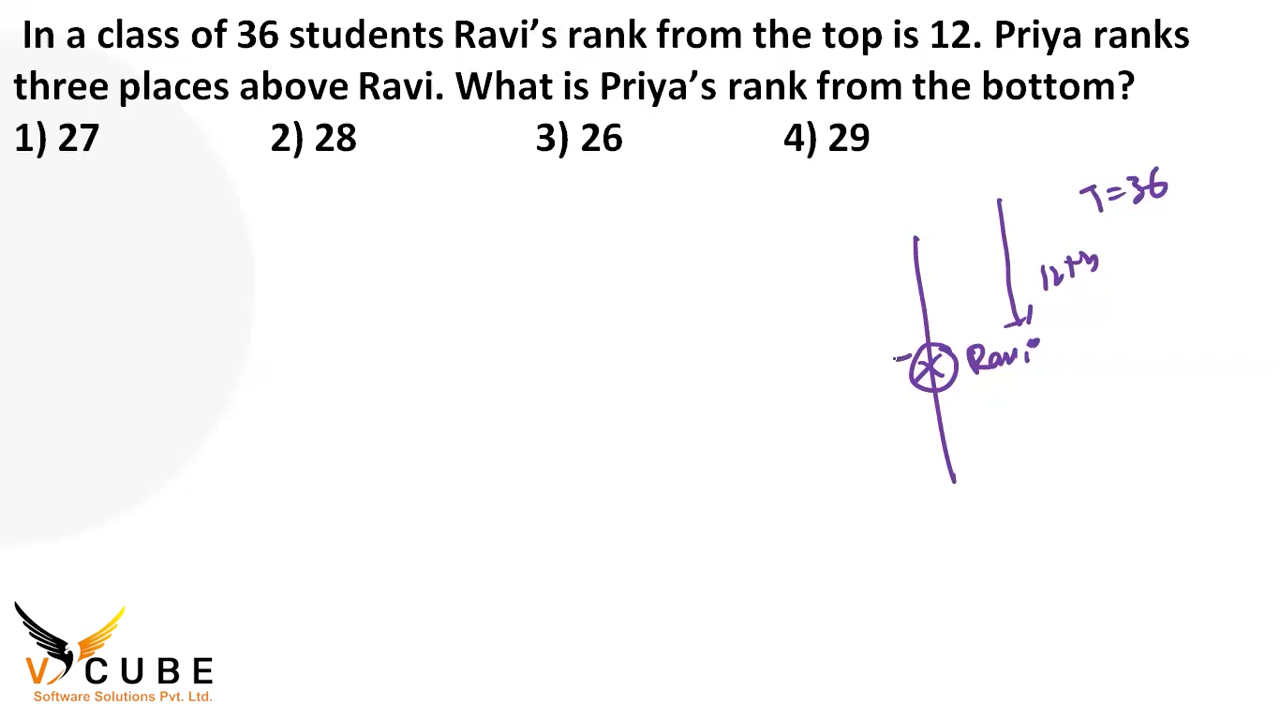 In a class of 36 students Ravi’s rank from the top is 12. Priya ranks
three places above Ravi. What is Priya’s rank from the bottom?
1) 27 2) 28 3) 26 4) 29
T=36
Ravi
V CUBE
Software Solutions Pvt. Ltd.